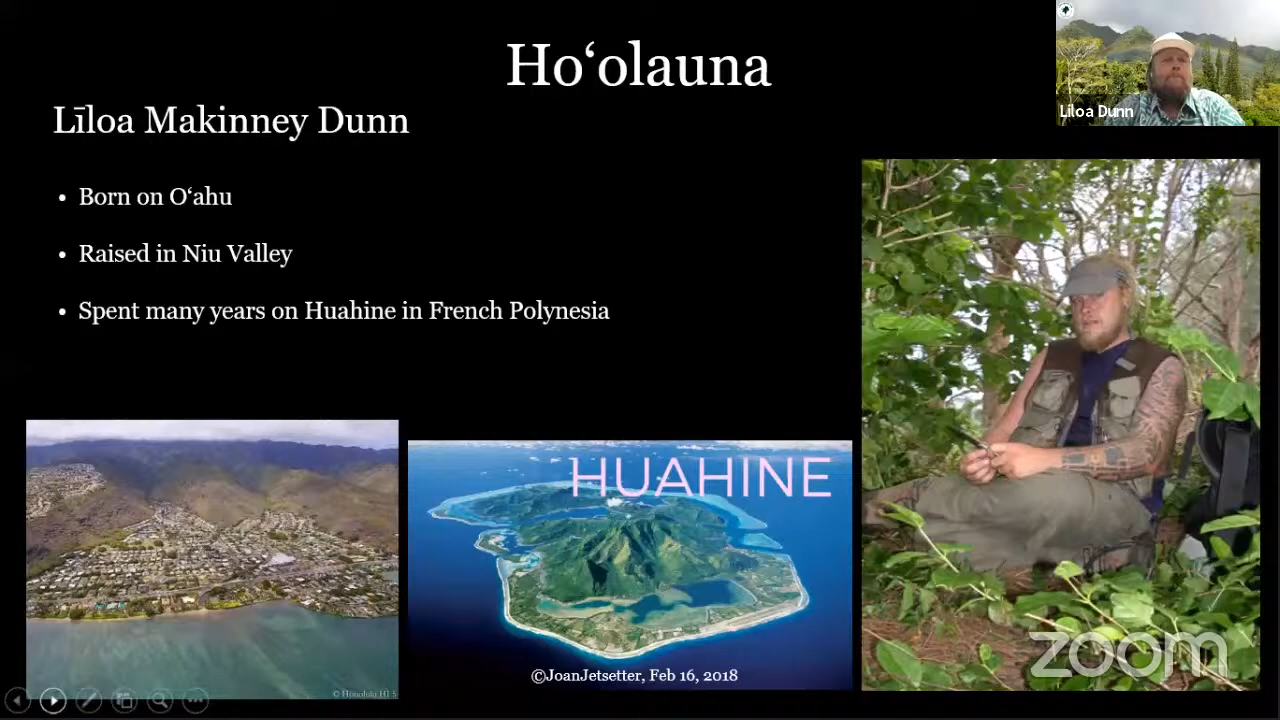 Hoʻolauna
Līloa Makinney Dunn
Liloa Dunn
• Born on Oʻahu
• Raised in Niu Valley
• Spent many years on Huahine in French Polynesia
HUAHINE
©JoanJetsetter, Feb 16, 2018
zoom